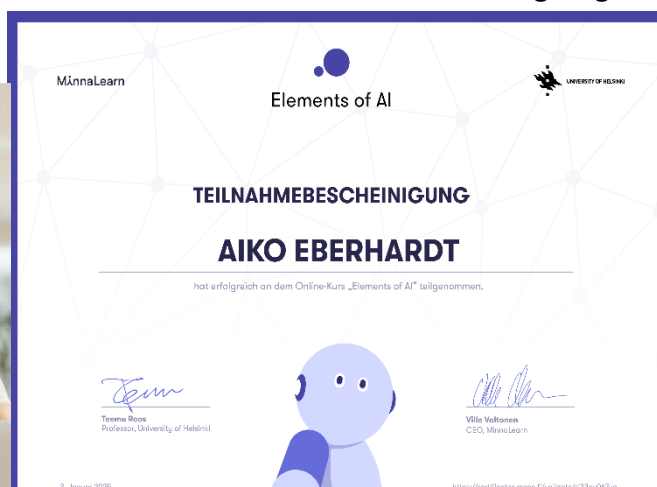 MinnaLearn
Elements of AI
UNIVERSITY OF HELSINKI
TEILNAHMEBESCHEINIGUNG
AIKO EBERHARDT
hat erfolgreich an dem Online-Kurs „Elements of AI“ teilgenommen.
Teemu Roos
Professor, University of Helsinki
Ville Valtonen
CEO, MinnaLearn